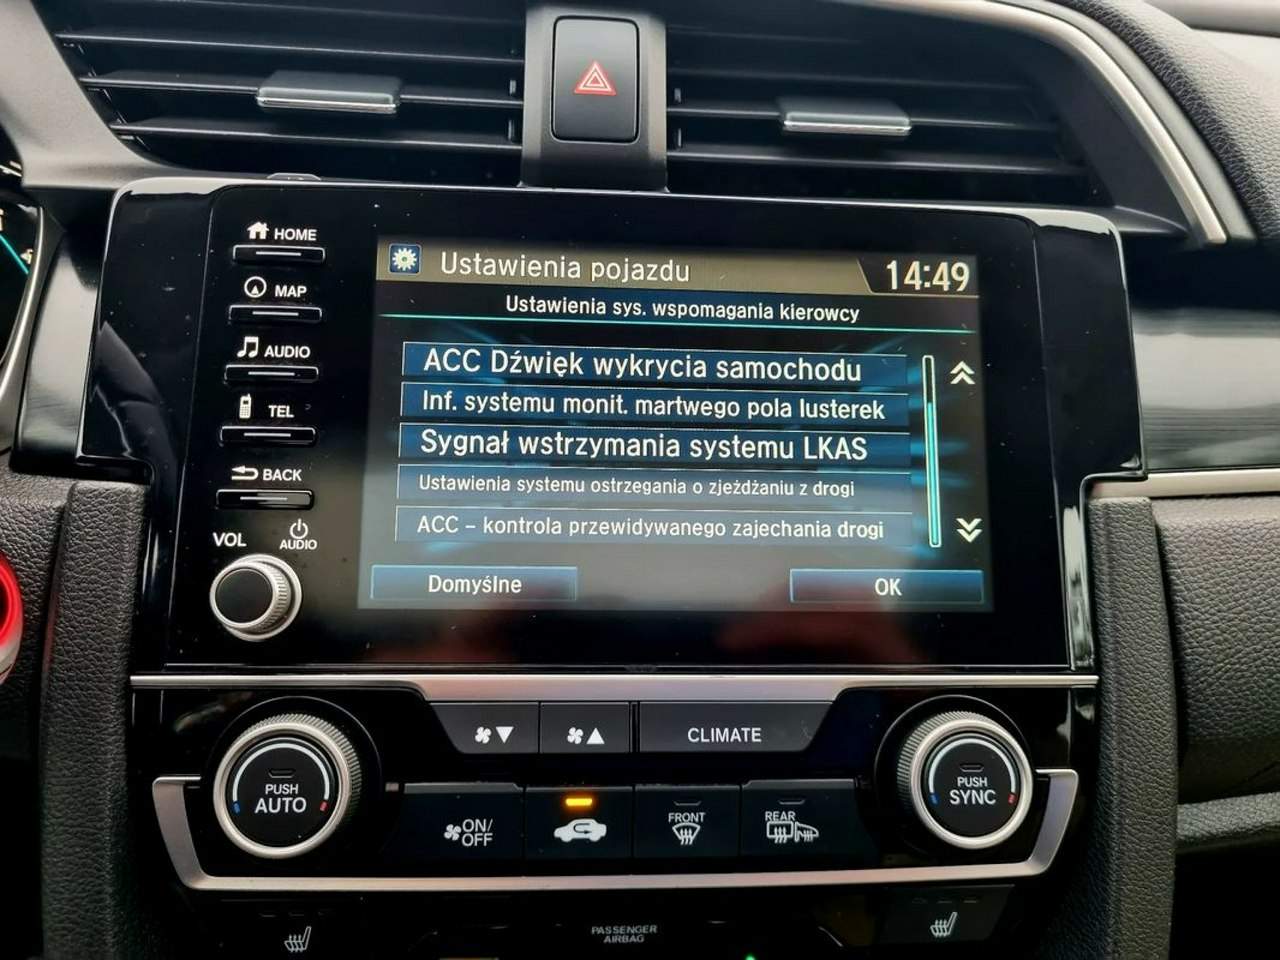 HOME
MAP
AUDIO
TEL
BACK
VOL
AUDIO
Ustawienia pojazdu
14:49
Ustawienia sys. wspomagania kierowcy
ACC Dźwięk wykrycia samochodu
Inf. systemu monit. martwego pola lusterek
Sygnał wstrzymania systemu LKAS
Ustawienia systemu ostrzegania o zjeżdżaniu z drogi
ACC – kontrola przewidywanego zajechania drogi
Domyślne
OK
CLIMATE
PUSH
AUTO
ON/
OFF
FRONT
REAR
PUSH
SYNC
PASSENGER
AIRBAG